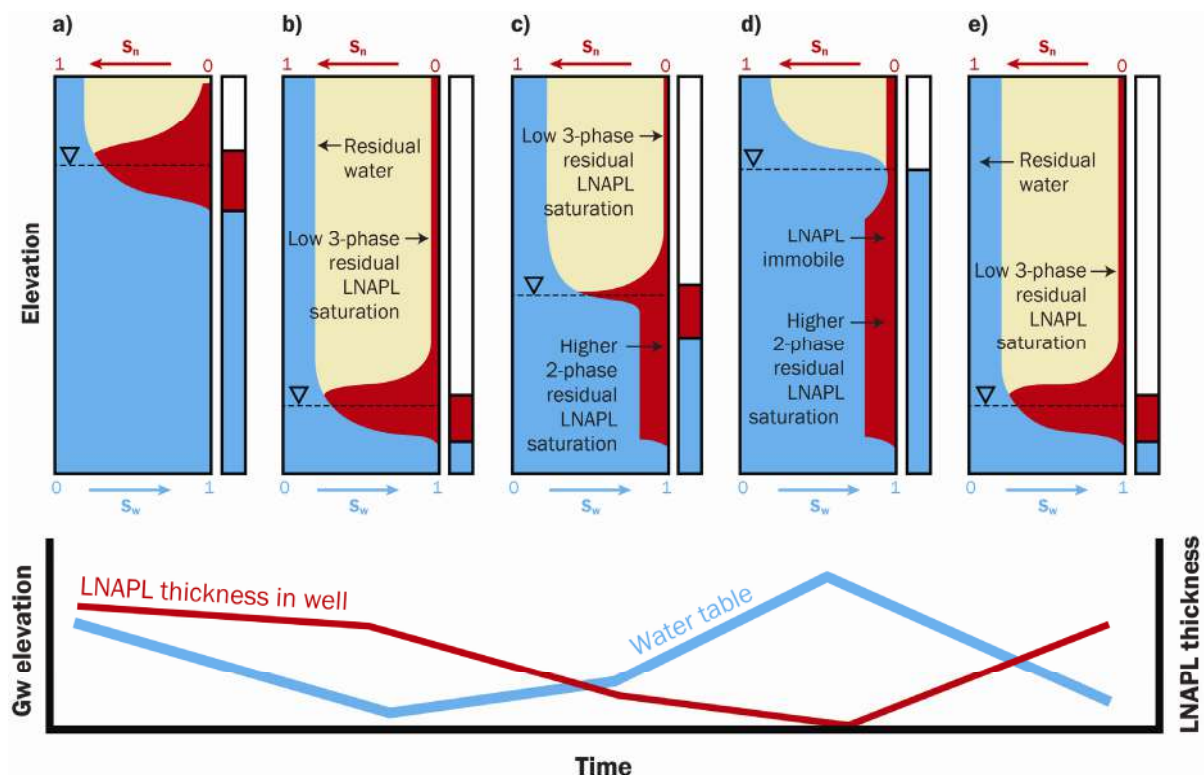 a)
Sn
1 0
Elevation
0 1
Sw
b)
Sn
1 0
Residual
water
Low 3-phase
residual
LNAPL
saturation
0 1
Sw
c)
Sn
1 0
Low 3-phase
residual
LNAPL
saturation
Higher
2-phase
residual
LNAPL
saturation
0 1
Sw
d)
Sn
1 0
LNAPL
immobile
Higher
2-phase
residual
LNAPL
saturation
0 1
Sw
e)
Sn
1 0
Residual
water
Low 3-phase
residual
LNAPL
saturation
0 1
Sw
Gw elevation
LNAPL thickness in well
Water table
LNAPL thickness
Time